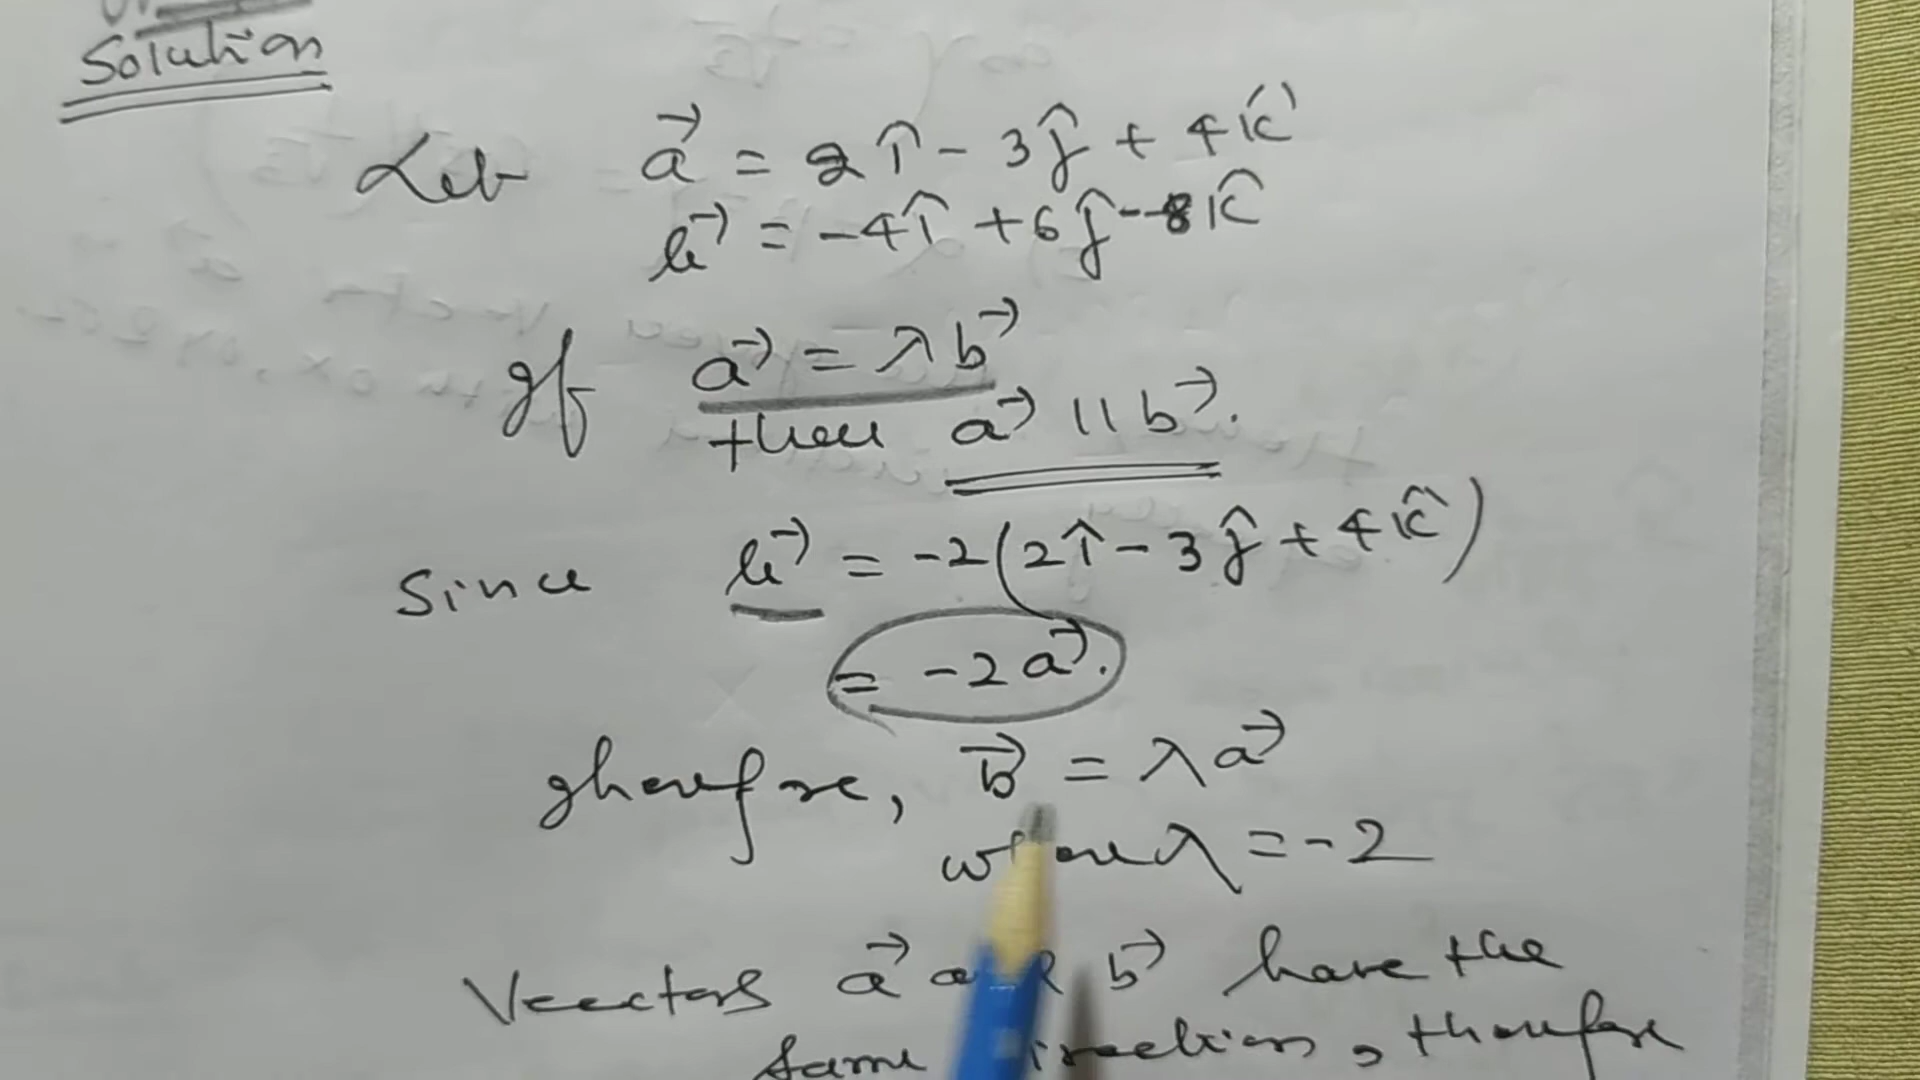 Solution
Let a⃗ = 2î - 3ĵ + 4k̂
b⃗ = -4î + 6ĵ - 8k̂
If a⃗ = λb⃗
then a⃗ || b⃗.
Since b⃗ = -2(2î - 3ĵ + 4k̂)
= -2a⃗.
Therefore, b⃗ = λa⃗
where λ = -2
Veectors a⃗ and b⃗ have the
same direction, therefore